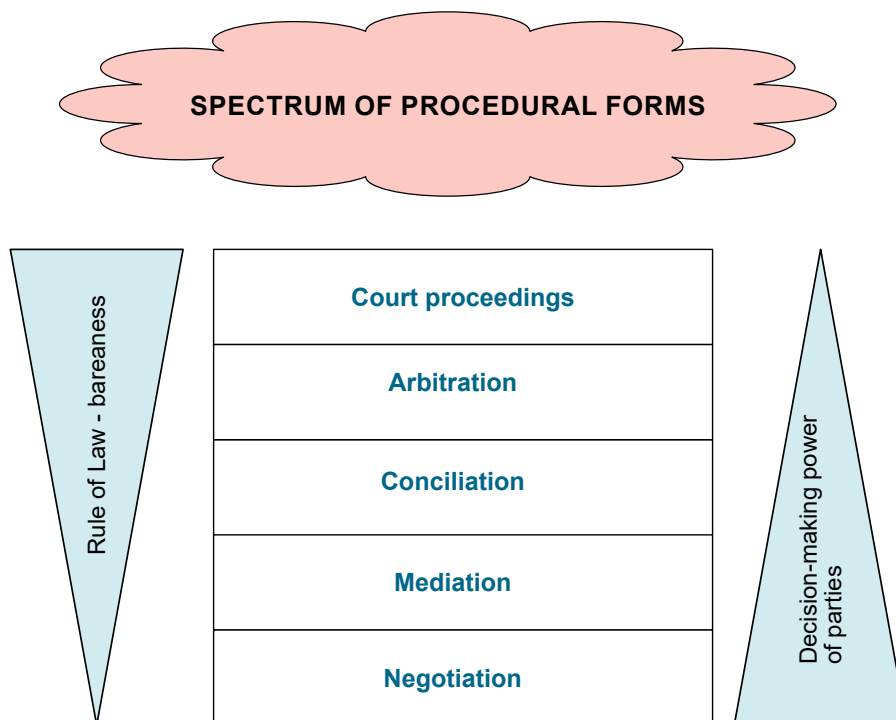 SPECTRUM OF PROCEDURAL FORMS
Rule of Law - bareaness
Court proceedings
Arbitration
Conciliation
Mediation
Negotiation
Decision-making power
of parties